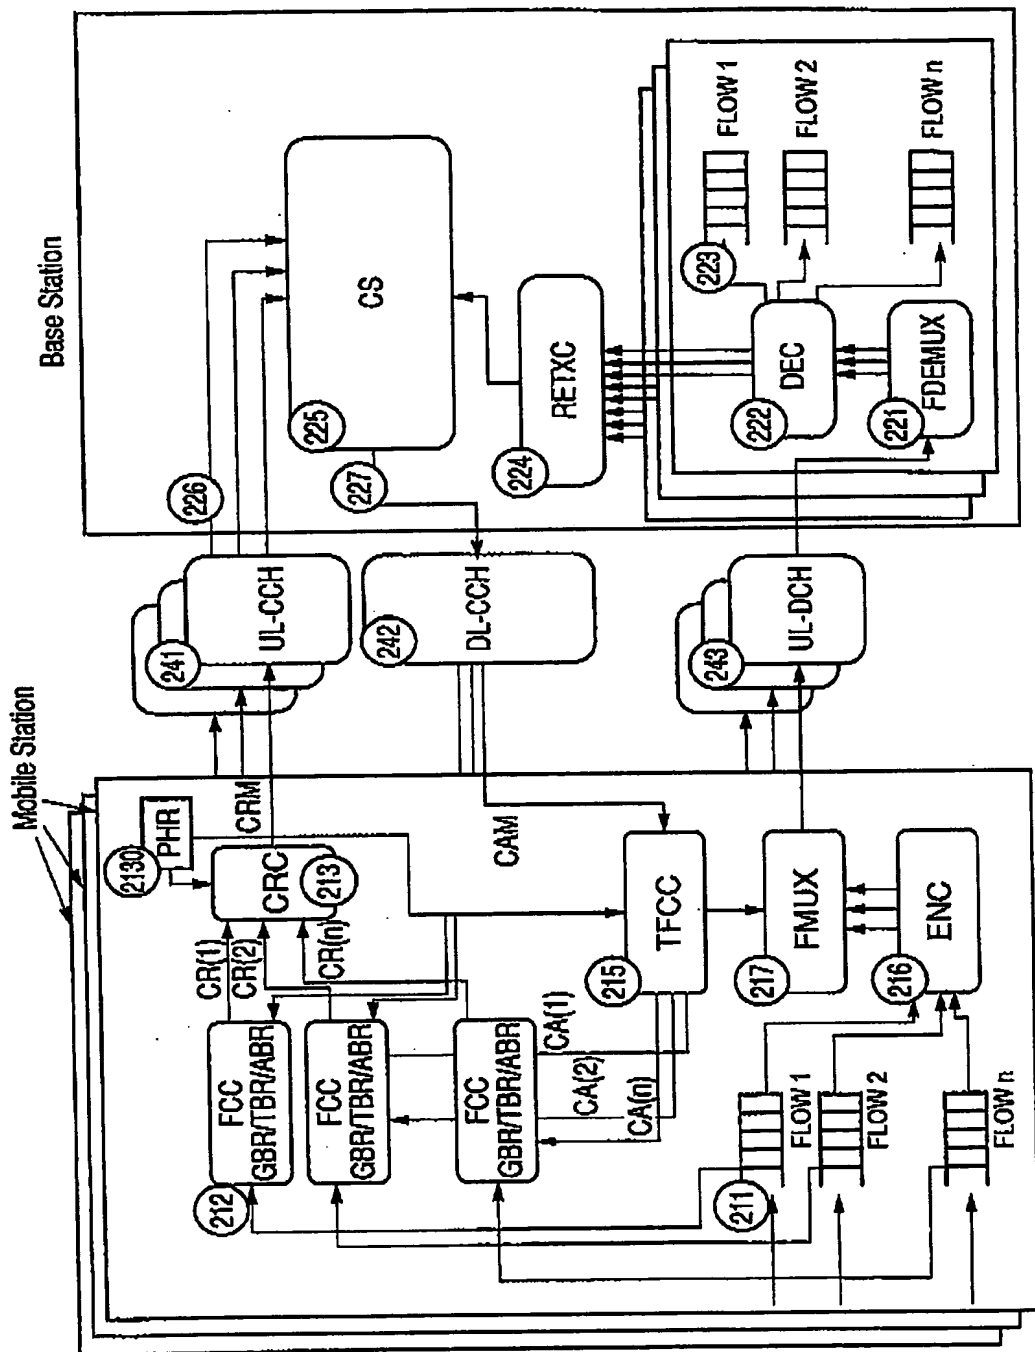 Mobile Station
Base Station
2130
PHR
CRM
CRC
213
CR(1)
CR(2)
CR(n)
FCC
GBR/TBR/ABR
212
FCC
GBR/TBR/ABR
FCC
GBR/TBR/ABR
CAM
CA(1)
CA(2)
CA(n)
TFCC
215
FMUX
217
ENC
216
211
FLOW 1
FLOW 2
FLOW n
UL-CCH
241
DL-CCH
242
UL-DCH
243
226
CS
225
227
RETXC
224
DEC
222
FDEMUX
221
223
FLOW 1
FLOW 2
FLOW n